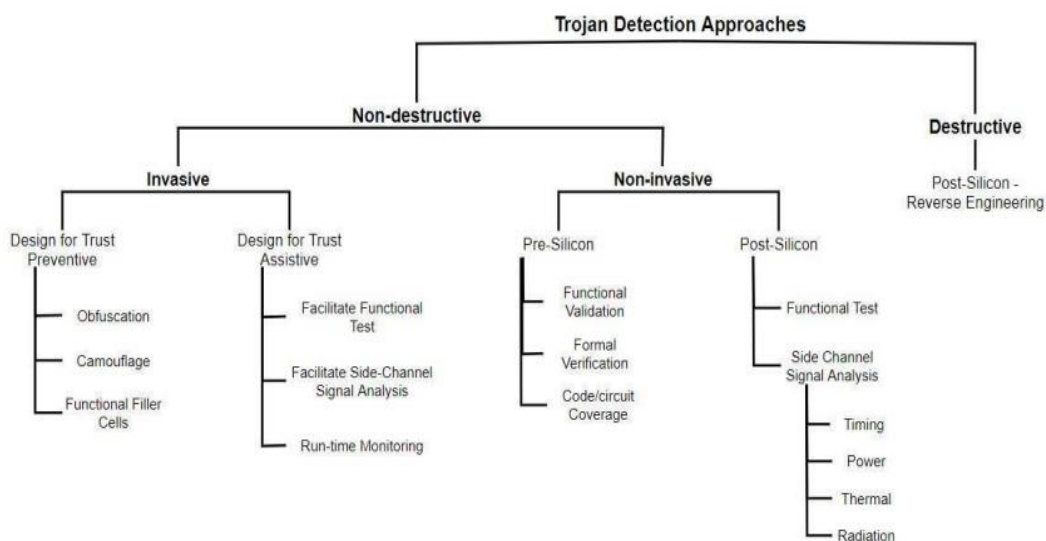 Trojan Detection Approaches
Non-destructive
Destructive
Post-Silicon -
Reverse Engineering
Invasive
Non-invasive
Design for Trust
Preventive
Obfuscation
Camouflage
Functional Filler
Cells
Design for Trust
Assistive
Facilitate Functional
Test
Facilitate Side-Channel
Signal Analysis
Run-time Monitoring
Pre-Silicon
Functional
Validation
Formal
Verification
Code/circuit
Coverage
Post-Silicon
Functional Test
Side Channel
Signal Analysis
Timing
Power
Thermal
Radiation